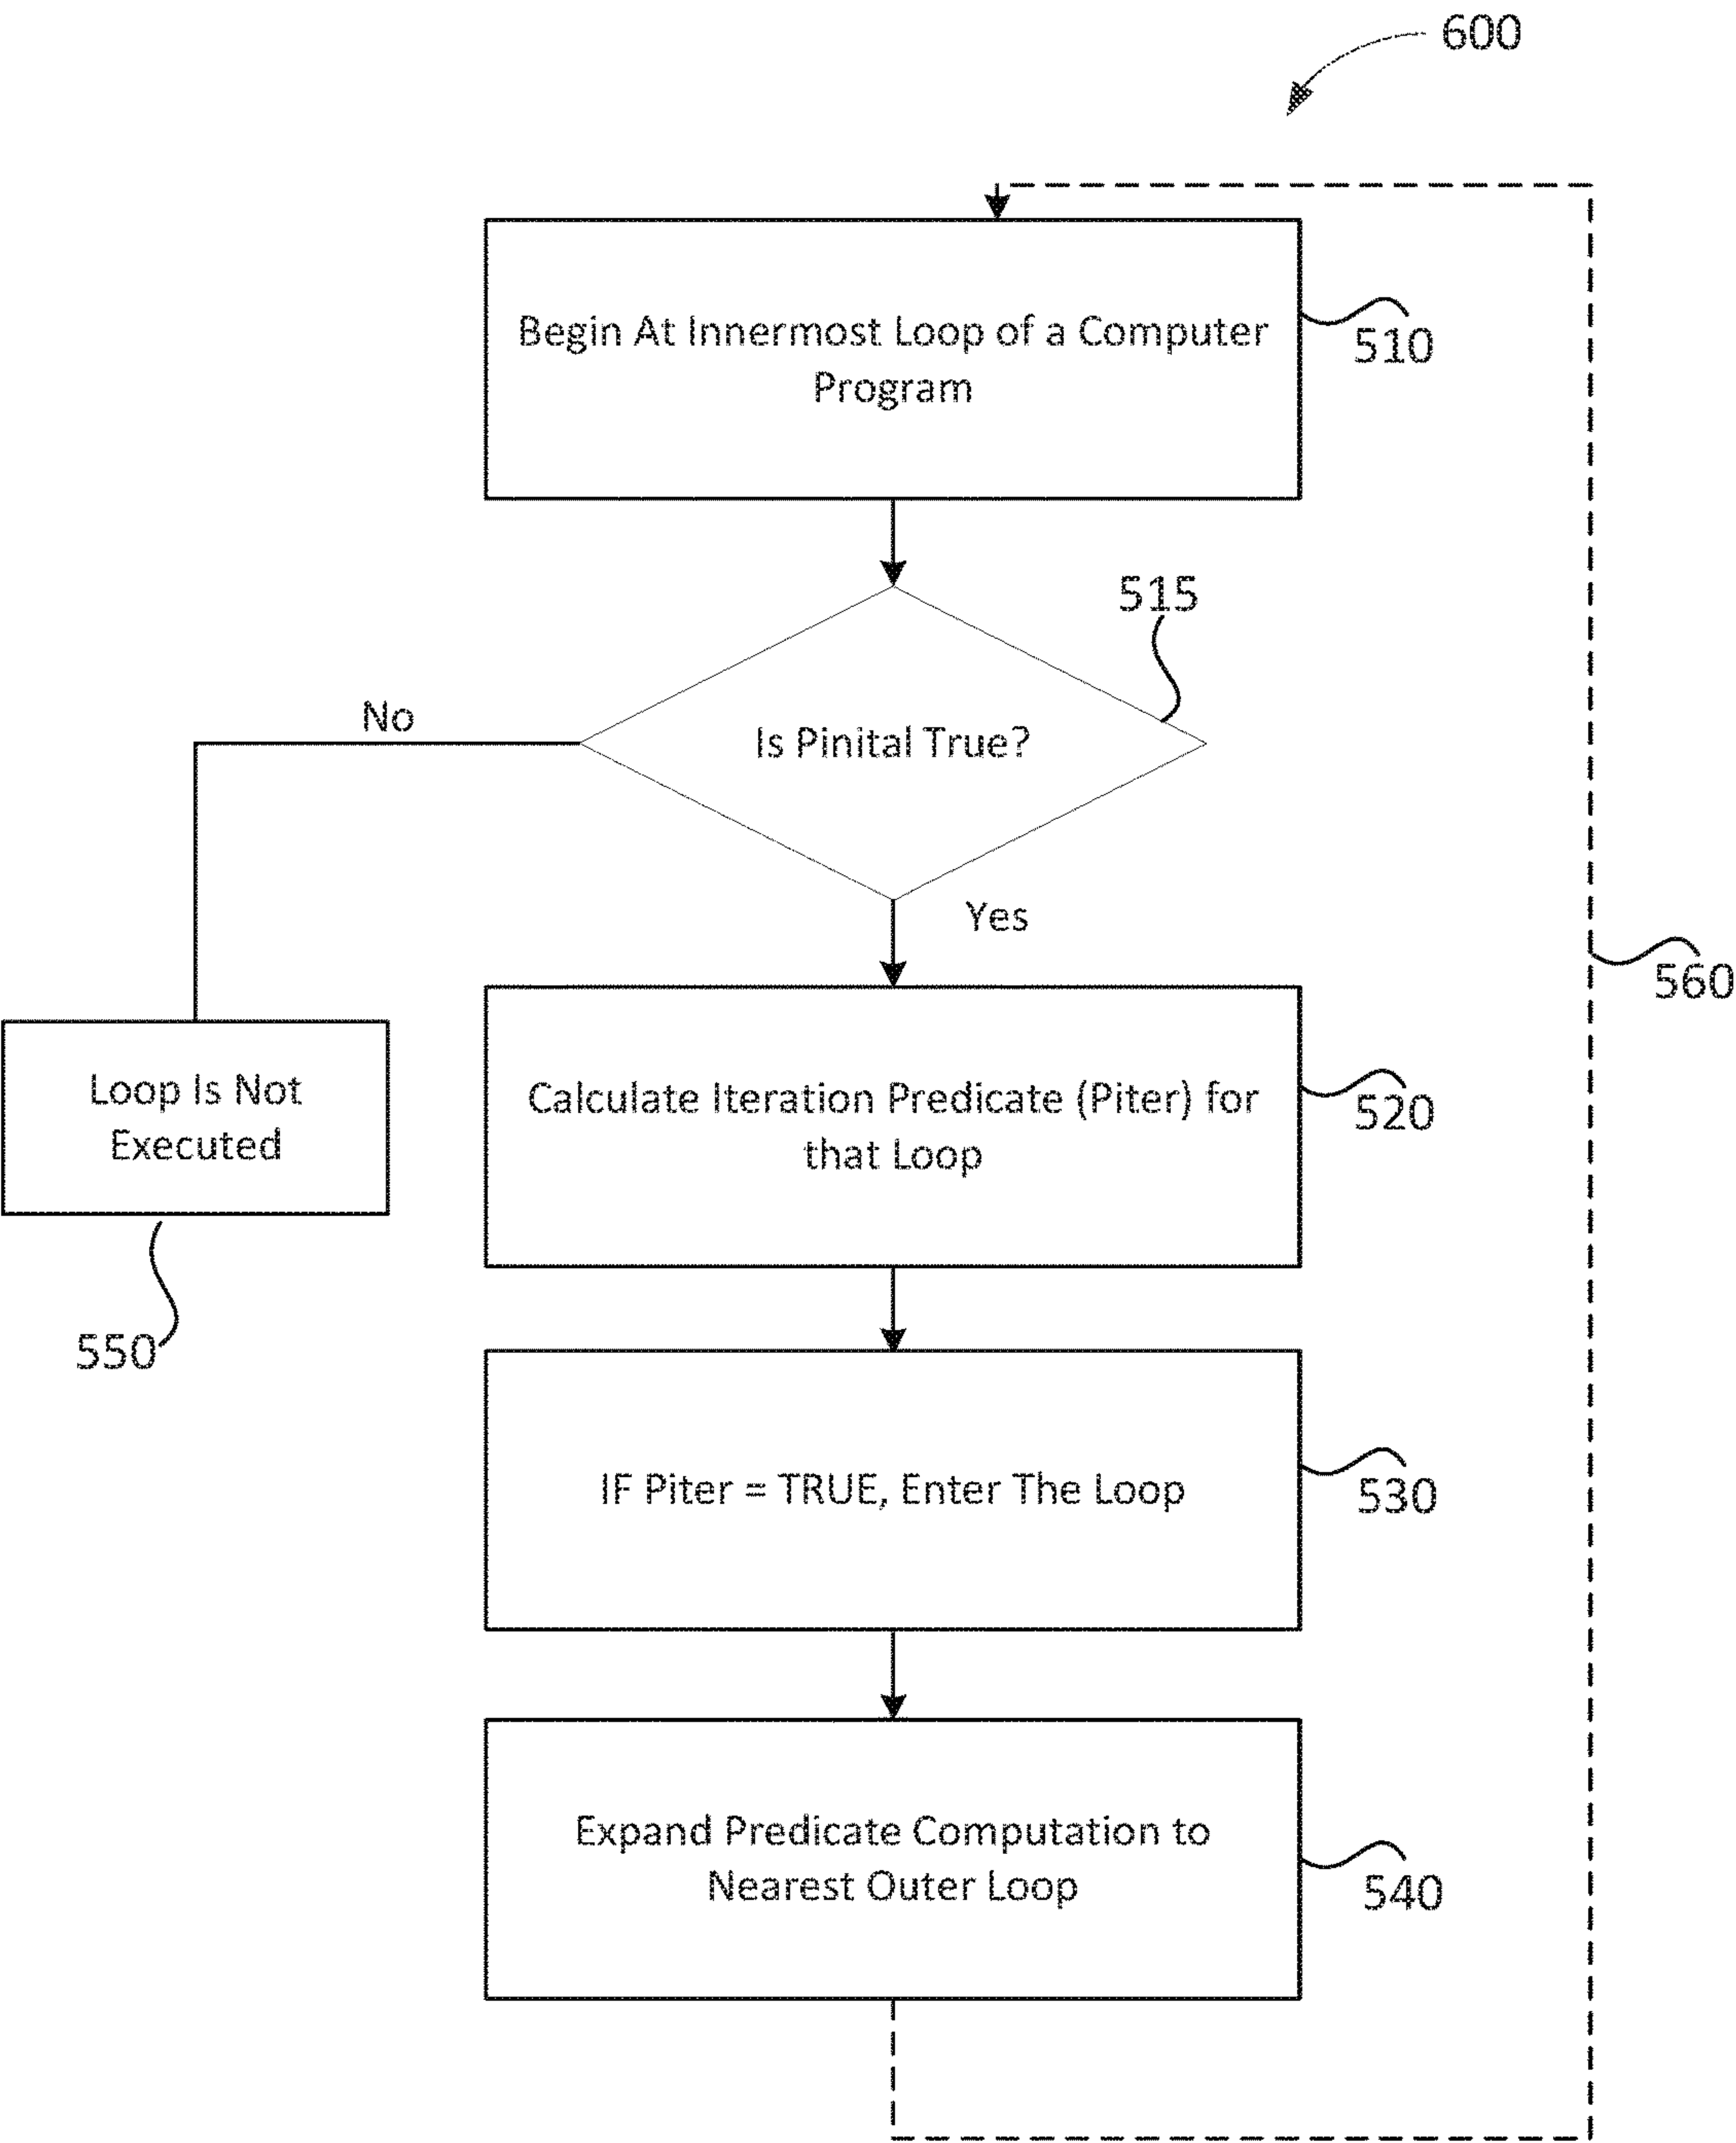 600
Begin At Innermost Loop of a Computer
Program
510
515
Is Pinital True?
No
Yes
560
Loop Is Not
Executed
550
Calculate Iteration Predicate (Piter) for
that Loop
520
IF Piter = TRUE, Enter The Loop
530
Expand Predicate Computation to
Nearest Outer Loop
540